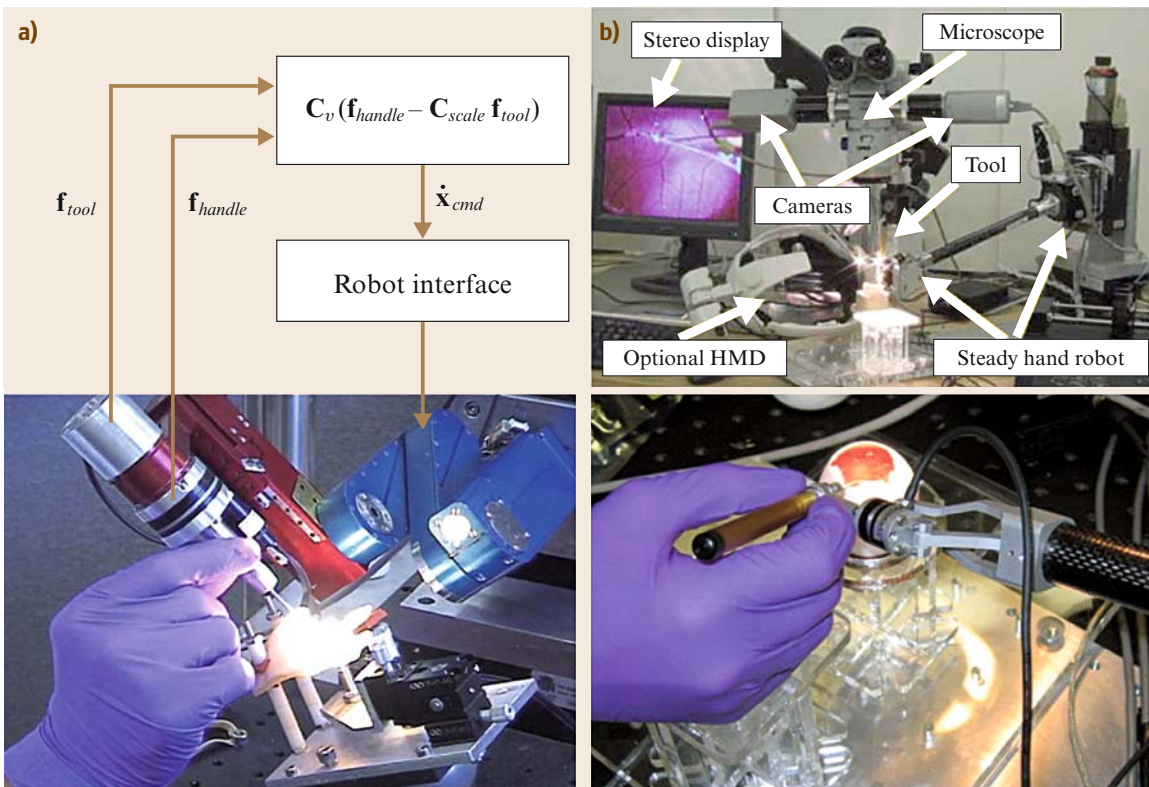 a)
C_v (f_handle – C_scale f_tool)
f_tool
f_handle
ẋ_cmd
Robot interface
b)
Stereo display
Microscope
Tool
Cameras
Optional HMD
Steady hand robot